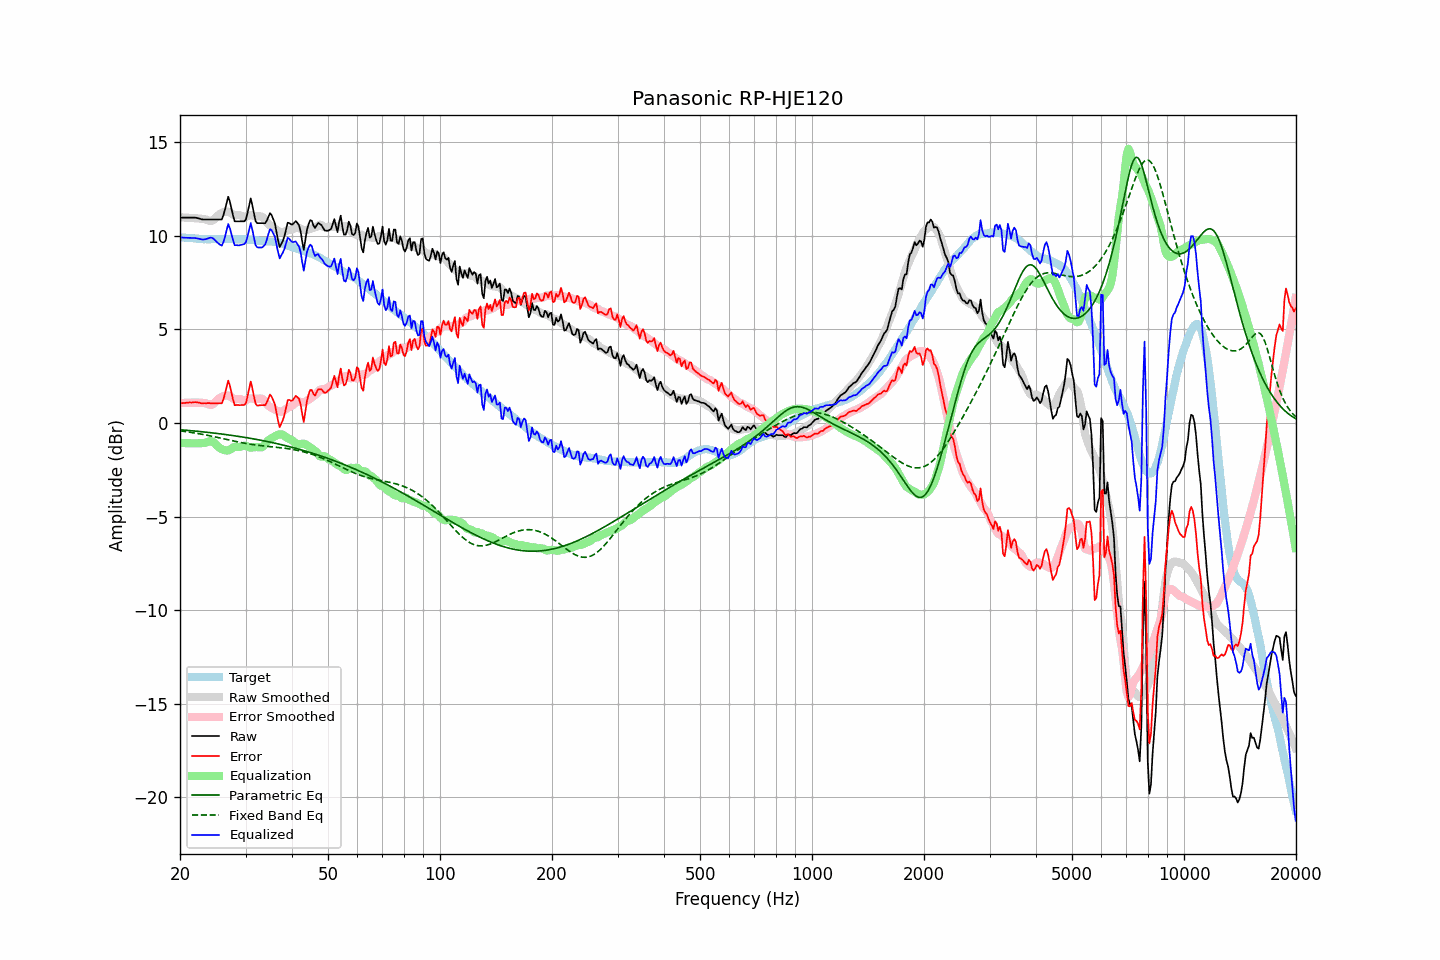 Panasonic RP-HJE120
Amplitude (dBr)
15
10
5
0
−5
−10
−15
−20
Target
Raw Smoothed
Error Smoothed
Raw
Error
Equalization
Parametric Eq
Fixed Band Eq
Equalized
20 50 100 200 500 1000 2000 5000 10000 20000
Frequency (Hz)